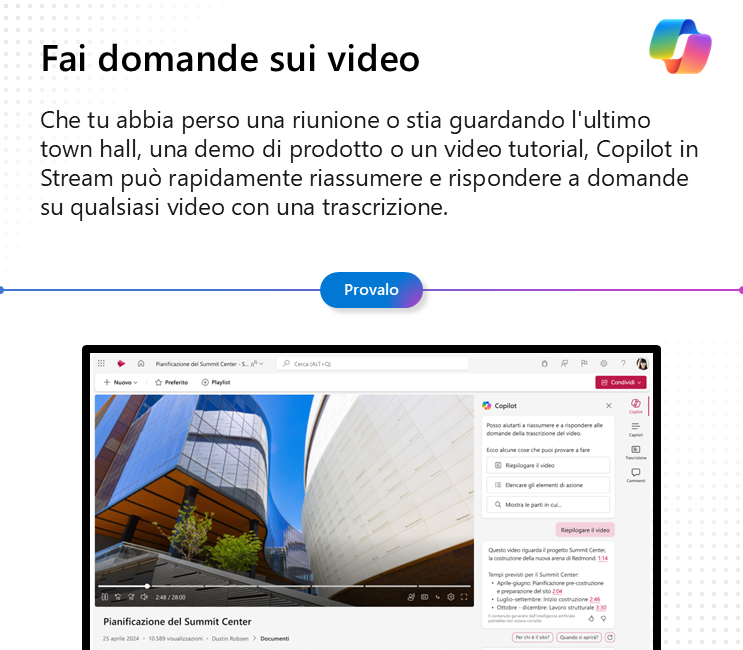 Fai domande sui video
Che tu abbia perso una riunione o stia guardando l'ultimo
town hall, una demo di prodotto o un video tutorial, Copilot in
Stream può rapidamente riassumere e rispondere a domande
su qualsiasi video con una trascrizione.
Provalo
Pianificazione del Summit Center - S...
Cerca (ALT+Q)
Nuovo
Preferito
Playlist
Condividi
Copilot
Posso aiutarti a riassumere e a rispondere alle
domande della trascrizione del video.
Ecco alcune cose che puoi provare a fare
Riepilogare il video
Elencare gli elementi di azione
Mostra le parti in cui...
Riepilogare il video
Questo video riguarda il progetto Summit Center,
la costruzione della nuova arena di Redmond. 1:14
Tempi previsti per il Summit Center:
• Aprile-giugno: Pianificazione pre-costruzione
e preparazione del sito 2:04
• Luglio-settembre: Inizio costruzione 2:46
• Ottobre - dicembre: Lavoro strutturale 3:30
Il contenuto generato dall'intelligenza artificiale
potrebbe non essere corretto
Per chi è il sito?
Quando si aprirà?
Copilot
Capitoli
Trascrizione
Commenti
2:48 / 28:00
Pianificazione del Summit Center
25 aprile 2024 • 10.589 visualizzazioni • Dustin Robsen > Documenti